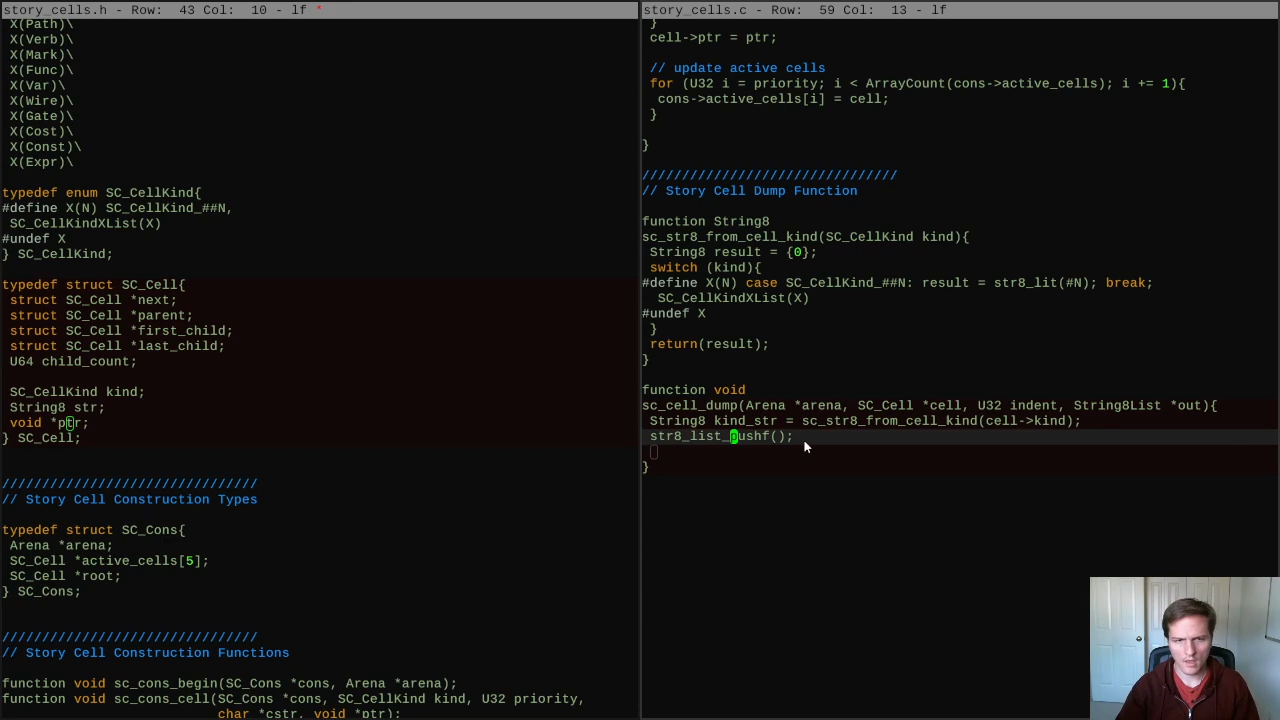 story_cells.h - Row: 43 Col: 10 - lf *
X(Path)\
X(Verb)\
X(Mark)\
X(Func)\
X(Var)\
X(Wire)\
X(Gate)\
X(Cost)\
X(Const)\
X(Expr)\
typedef enum SC_CellKind{
#define X(N) SC_CellKind_##N,
SC_CellKindXList(X)
#undef X
} SC_CellKind;
typedef struct SC_Cell{
struct SC_Cell *next;
struct SC_Cell *parent;
struct SC_Cell *first_child;
struct SC_Cell *last_child;
U64 child_count;
SC_CellKind kind;
String8 str;
void *ptr;
} SC_Cell;
/////////////////////////////////
// Story Cell Construction Types
typedef struct SC_Cons{
Arena *arena;
SC_Cell *active_cells[5];
SC_Cell *root;
} SC_Cons;
/////////////////////////////////
// Story Cell Construction Functions
function void sc_cons_begin(SC_Cons *cons, Arena *arena);
function void sc_cons_cell(SC_Cons *cons, SC_CellKind kind, U32 priority,
char *cstr, void *ptr);
story_cells.c - Row: 59 Col: 13 - lf
}
cell->ptr = ptr;
// update active cells
for (U32 i = priority; i < ArrayCount(cons->active_cells); i += 1){
cons->active_cells[i] = cell;
}
}
/////////////////////////////////
// Story Cell Dump Function
function String8
sc_str8_from_cell_kind(SC_CellKind kind){
String8 result = {0};
switch (kind){
#define X(N) case SC_CellKind_##N: result = str8_lit(#N); break;
SC_CellKindXList(X)
#undef X
}
return(result);
}
function void
sc_cell_dump(Arena *arena, SC_Cell *cell, U32 indent, String8List *out){
String8 kind_str = sc_str8_from_cell_kind(cell->kind);
str8_list_pushf();
}